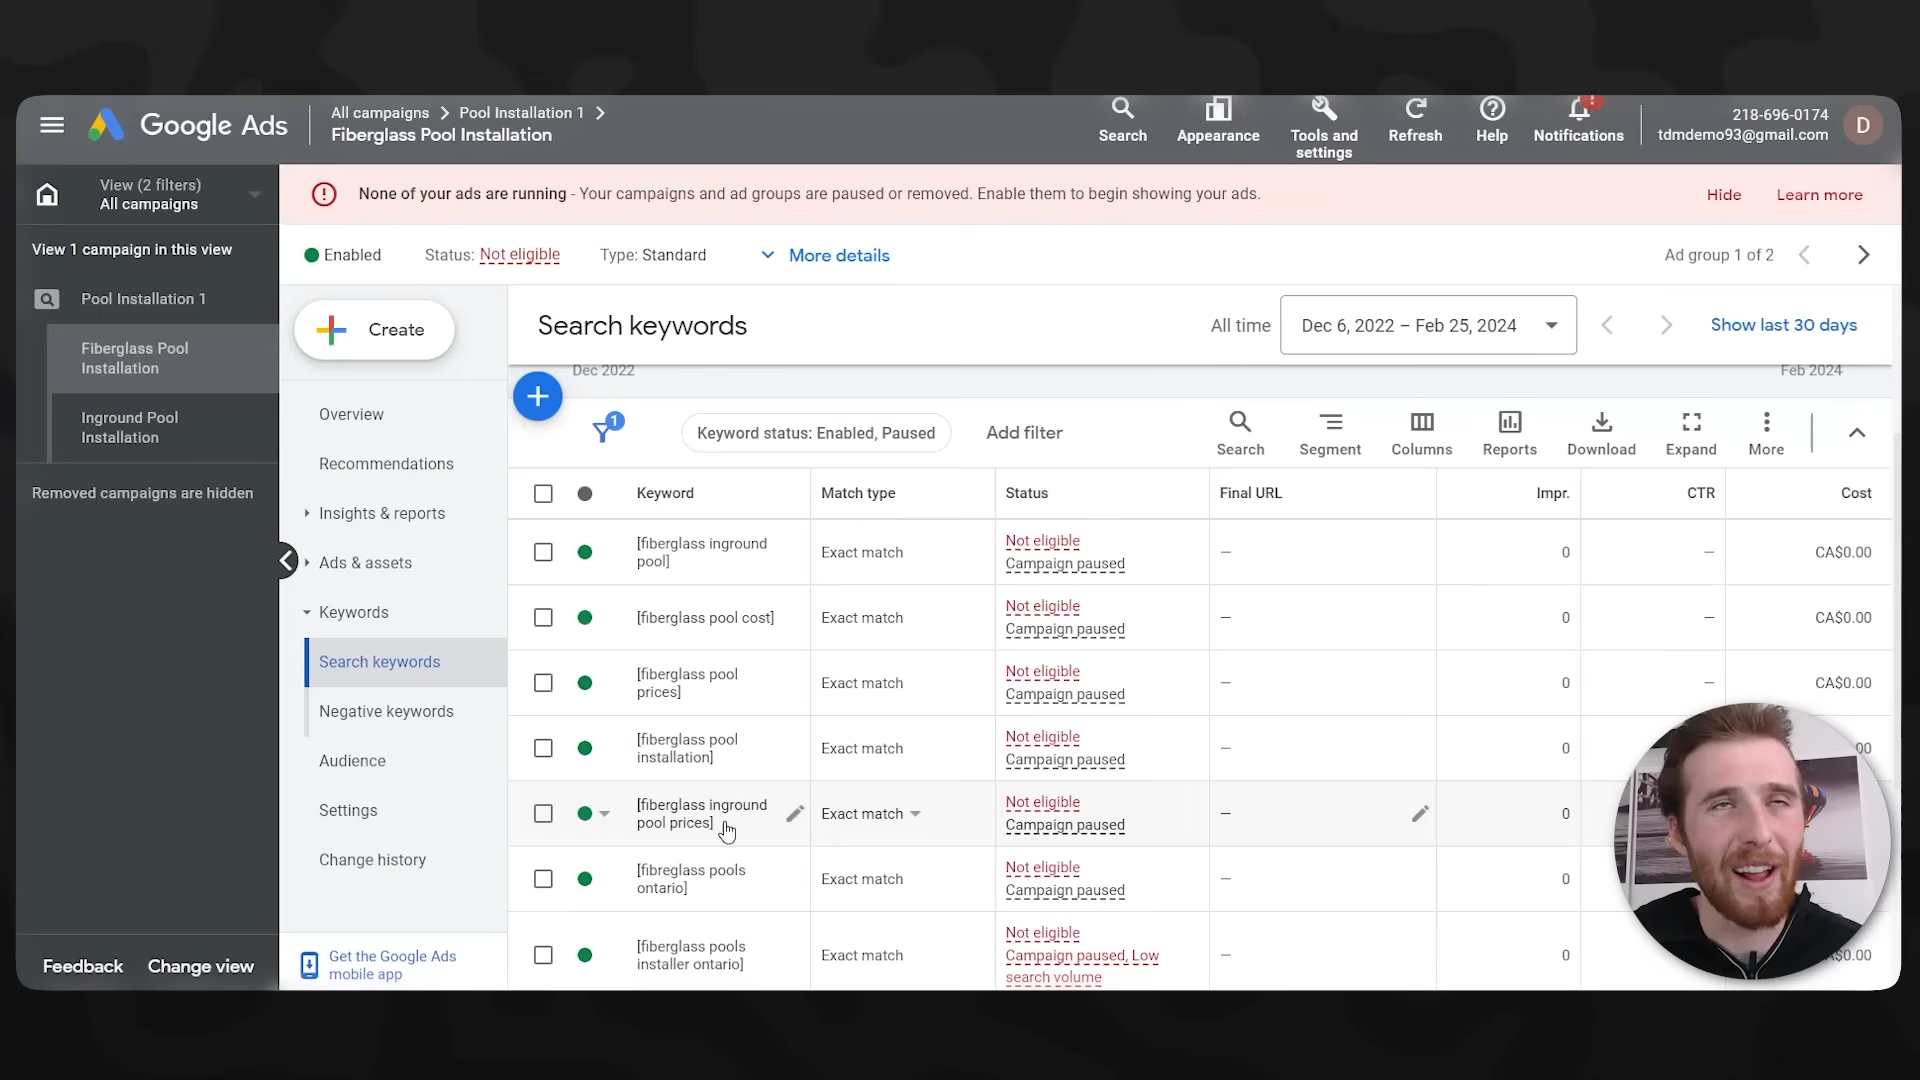 Google Ads
All campaigns > Pool Installation 1 >
Fiberglass Pool Installation
Search
Appearance
Tools and
settings
Refresh
Help
Notifications
218-696-0174
tdmdemo93@gmail.com
D
View (2 filters)
All campaigns
None of your ads are running - Your campaigns and ad groups are paused or removed. Enable them to begin showing your ads.
Hide
Learn more
View 1 campaign in this view
Pool Installation 1
Fiberglass Pool
Installation
Inground Pool
Installation
Removed campaigns are hidden
Feedback
Change view
Enabled
Status: Not eligible
Type: Standard
More details
Ad group 1 of 2
Create
Overview
Recommendations
Insights & reports
Ads & assets
Keywords
Search keywords
Negative keywords
Audience
Settings
Change history
Get the Google Ads
mobile app
Search keywords
All time
Dec 6, 2022 – Feb 25, 2024
Show last 30 days
Dec 2022
Feb 2024
1
Keyword status: Enabled, Paused
Add filter
Search
Segment
Columns
Reports
Download
Expand
More
Keyword
Match type
Status
Final URL
Impr.
CTR
Cost
[fiberglass inground
pool]
Exact match
Not eligible
Campaign paused
—
0
—
CA$0.00
[fiberglass pool cost]
Exact match
Not eligible
Campaign paused
—
0
—
CA$0.00
[fiberglass pool
prices]
Exact match
Not eligible
Campaign paused
—
0
—
CA$0.00
[fiberglass pool
installation]
Exact match
Not eligible
Campaign paused
—
0
00
[fiberglass inground
pool prices]
Exact match
Not eligible
Campaign paused
—
0
[fibreglass pools
ontario]
Exact match
Not eligible
Campaign paused
—
0
[fiberglass pools
installer ontario]
Exact match
Not eligible
Campaign paused, Low
search volume
—
0
$0.00